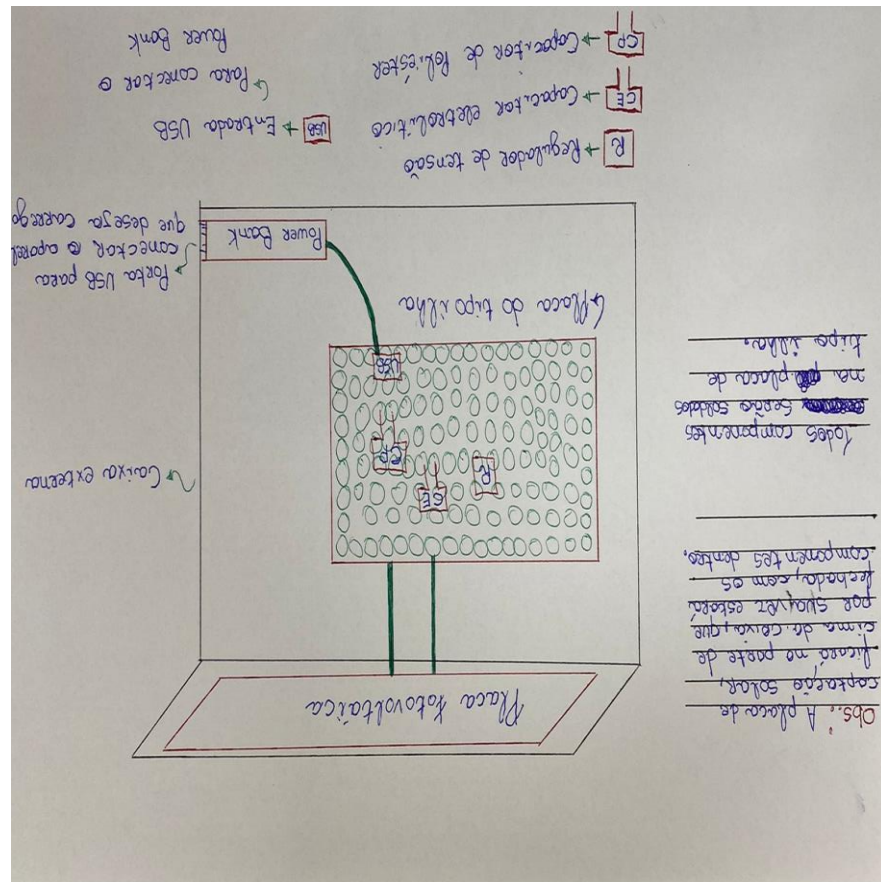 Placa fotovoltaica
Obs.: A placa de
captação solar,
ficará na parte de
cima da caixa, que
por sua vez estará
fechada, com os
componentes dentro.
Todos componentes
serão soldados
na placa de
tipo ilha.
CE
R
CP
USB
Placa do tipo ilha
Caixa externa
Power Bank
Porta USB para
conectar o aparel
que deseja carrego
R → Regulador de tensão
CE → Capacitor eletrolítico
CP → Capacitor de Poliéster
USB → Entrada USB
Para conectar o
Power Bank